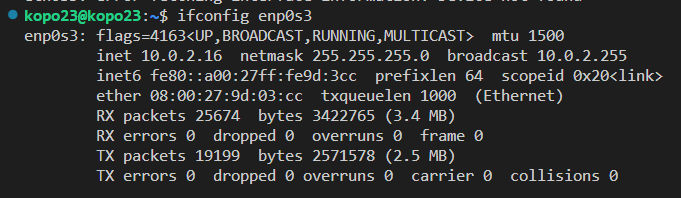 kopo23@kopo23:~$ ifconfig enp0s3
enp0s3: flags=4163<UP,BROADCAST,RUNNING,MULTICAST>  mtu 1500
        inet 10.0.2.16  netmask 255.255.255.0  broadcast 10.0.2.255
        inet6 fe80::a00:27ff:fe9d:3cc  prefixlen 64  scopeid 0x20<link>
        ether 08:00:27:9d:03:cc  txqueuelen 1000  (Ethernet)
        RX packets 25674  bytes 3422765 (3.4 MB)
        RX errors 0  dropped 0  overruns 0  frame 0
        TX packets 19199  bytes 2571578 (2.5 MB)
        TX errors 0  dropped 0 overruns 0  carrier 0  collisions 0